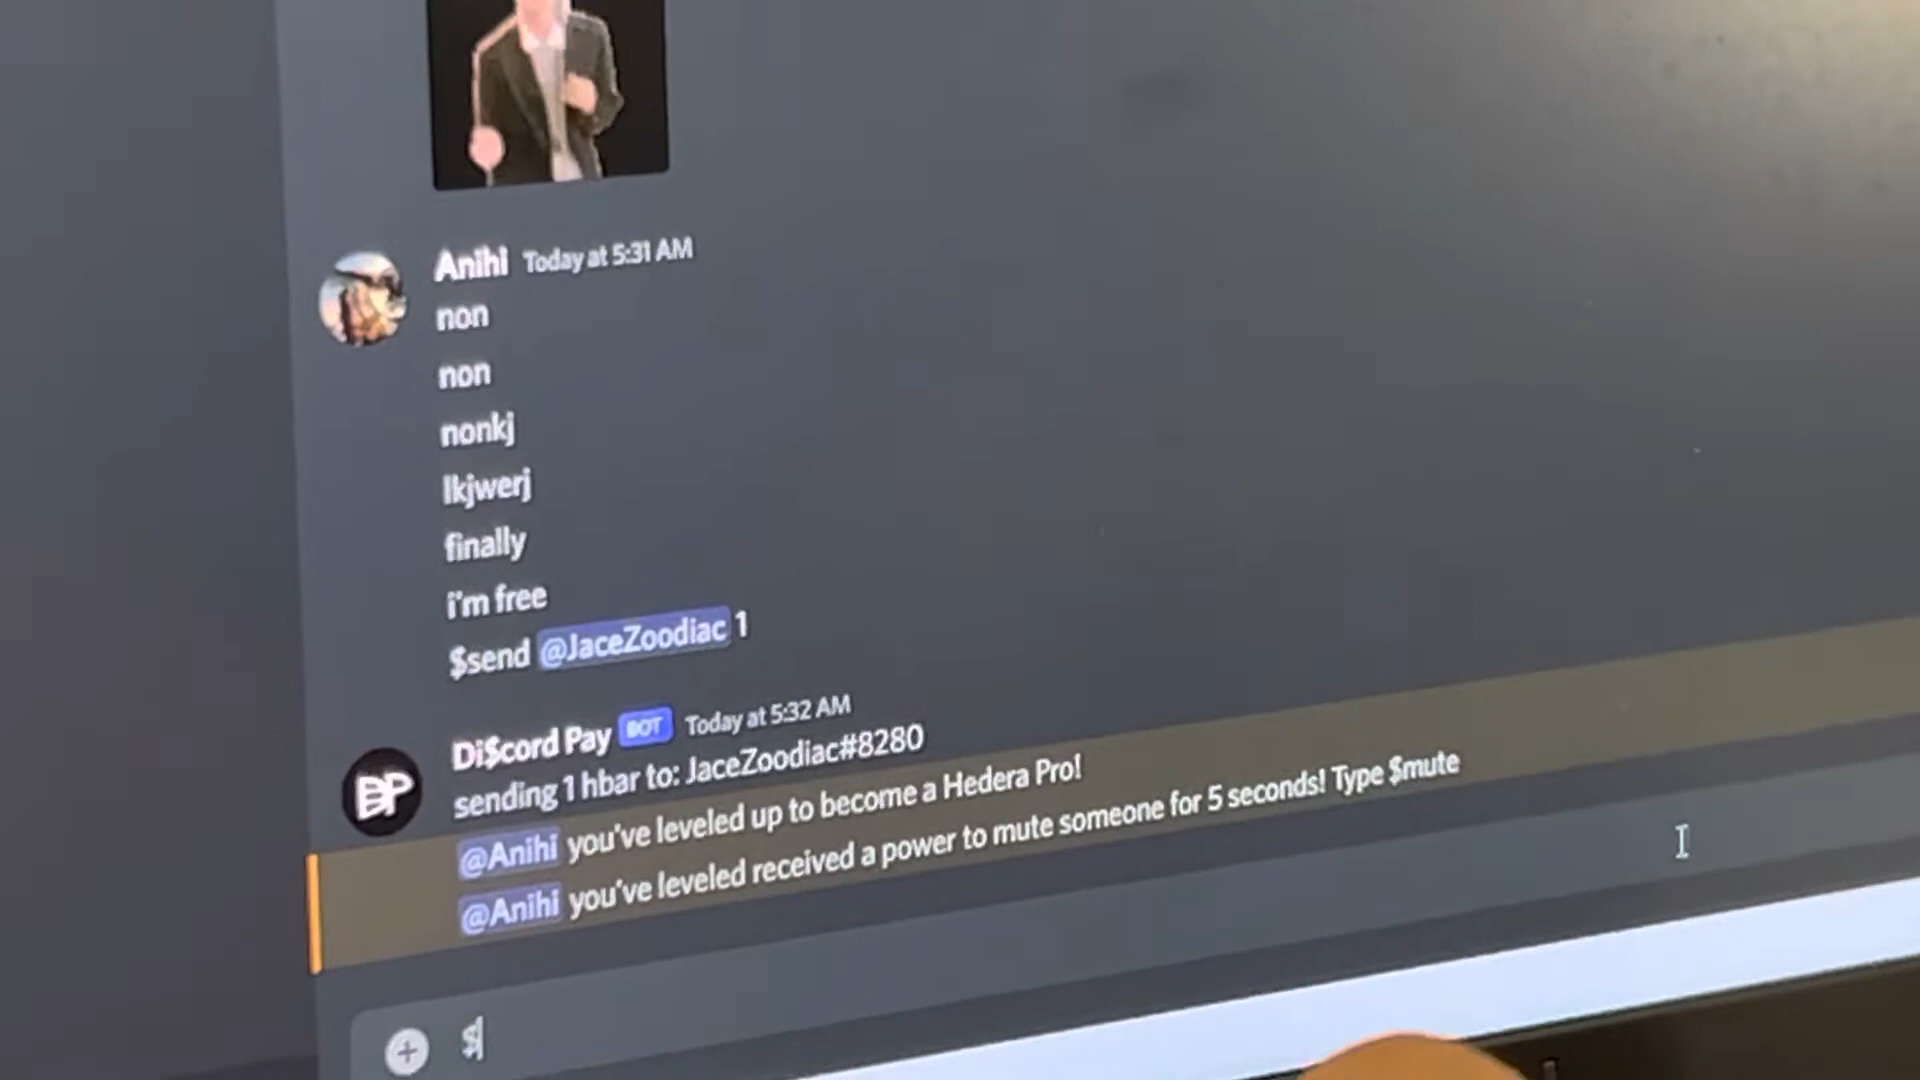 Anihi Today at 5:31 AM
non
non
nonkj
lkjwerj
finally
i'm free
$send @JaceZoodiac 1
Di$cord Pay BOT Today at 5:32 AM
sending 1 hbar to: JaceZoodiac#8280
@Anihi you've leveled up to become a Hedera Pro!
@Anihi you've leveled received a power to mute someone for 5 seconds! Type $mute
DP
$